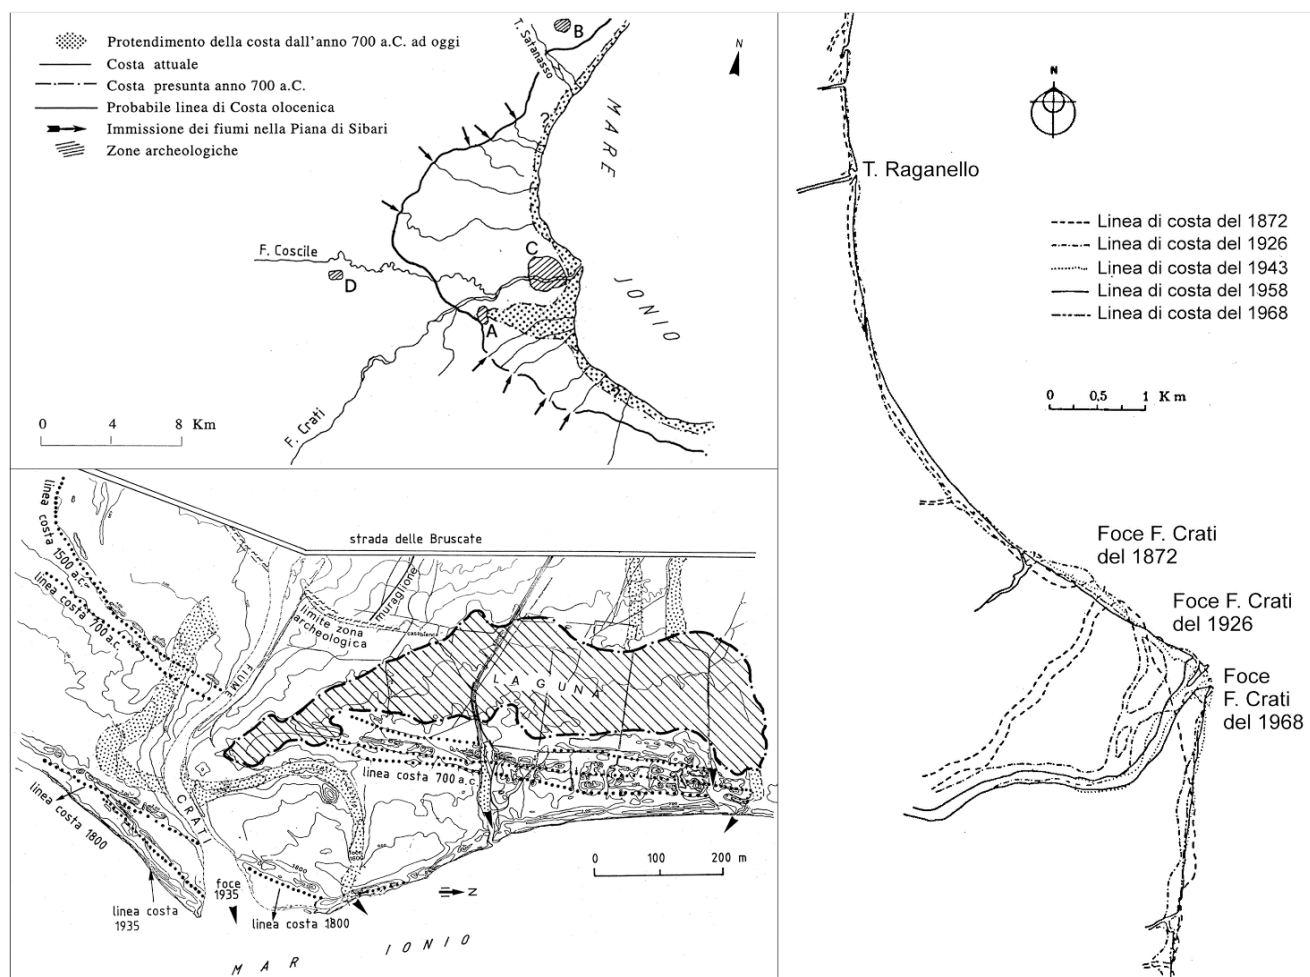 Protendimento della costa dall'anno 700 a.C. ad oggi
Costa attuale
Costa presunta anno 700 a.C.
Probabile linea di Costa olocenica
Immissione dei fiumi nella Piana di Sibari
Zone archeologiche
0 4 8 Km
T. Satanasso
B
N
?
MARE
JONIO
C
F. Coscile
D
A
F. Crati
strada delle Bruscate
linea costa 1500 a.c.
linea costa 700 a.c.
limite zona archeologica
muraglione
FIUME
CRATI
LAGUNA
linea costa 700 a.c.
linea costa 1800
linea costa 1935
foce 1935
1800
linea costa 1800
foce 1800
N
0 100 200 m
MAR IONIO
N
T. Raganello
Linea di costa del 1872
Linea di costa del 1926
Linea di costa del 1943
Linea di costa del 1958
Linea di costa del 1968
0 0,5 1 Km
Foce F. Crati
del 1872
Foce F. Crati
del 1926
Foce
F. Crati
del 1968